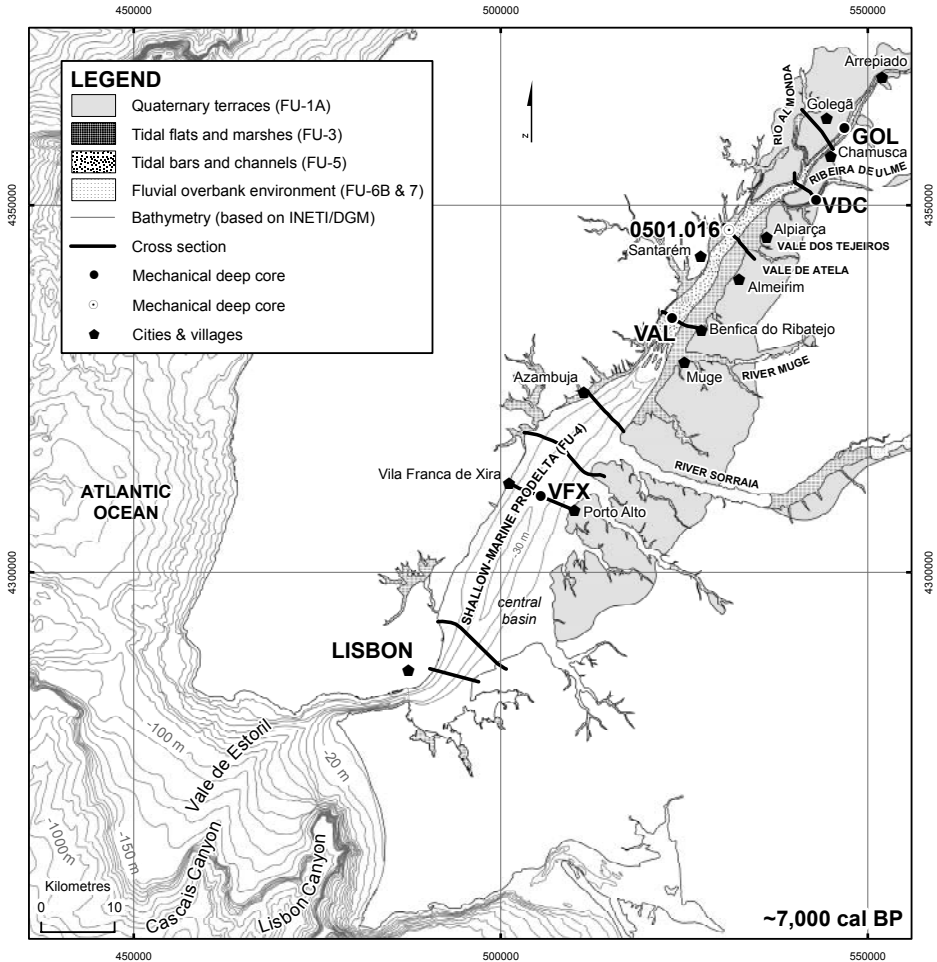 450000
500000
550000
LEGEND
Quaternary terraces (FU-1A)
Tidal flats and marshes (FU-3)
Tidal bars and channels (FU-5)
Fluvial overbank environment (FU-6B & 7)
Bathymetry (based on INETI/DGM)
Cross section
Mechanical deep core
Mechanical deep core
Cities & villages
z
Arrepiado
RIO ALMONDA
Golegã
GOL
Chamusca
RIBEIRA DE ULME
4350000
VDC
4350000
0501.016
Alpiarça
Santarém
VALE DOS TEJEIROS
VALE DE ATELA
Almeirim
VAL
Benfica do Ribatejo
RIVER MUGE
Azambuja
Muge
SHALLOW-MARINE PRODELTA (FU-4)
Vila Franca de Xira
RIVER SORRAIA
ATLANTIC
OCEAN
VFX
Porto Alto
-30 m
4300000
4300000
central
basin
LISBON
-100 m
Vale de Estoril
-20 m
-1000m
-150 m
Cascais Canyon
Lisbon Canyon
Kilometres
0 10
~7,000 cal BP
450000
500000
550000